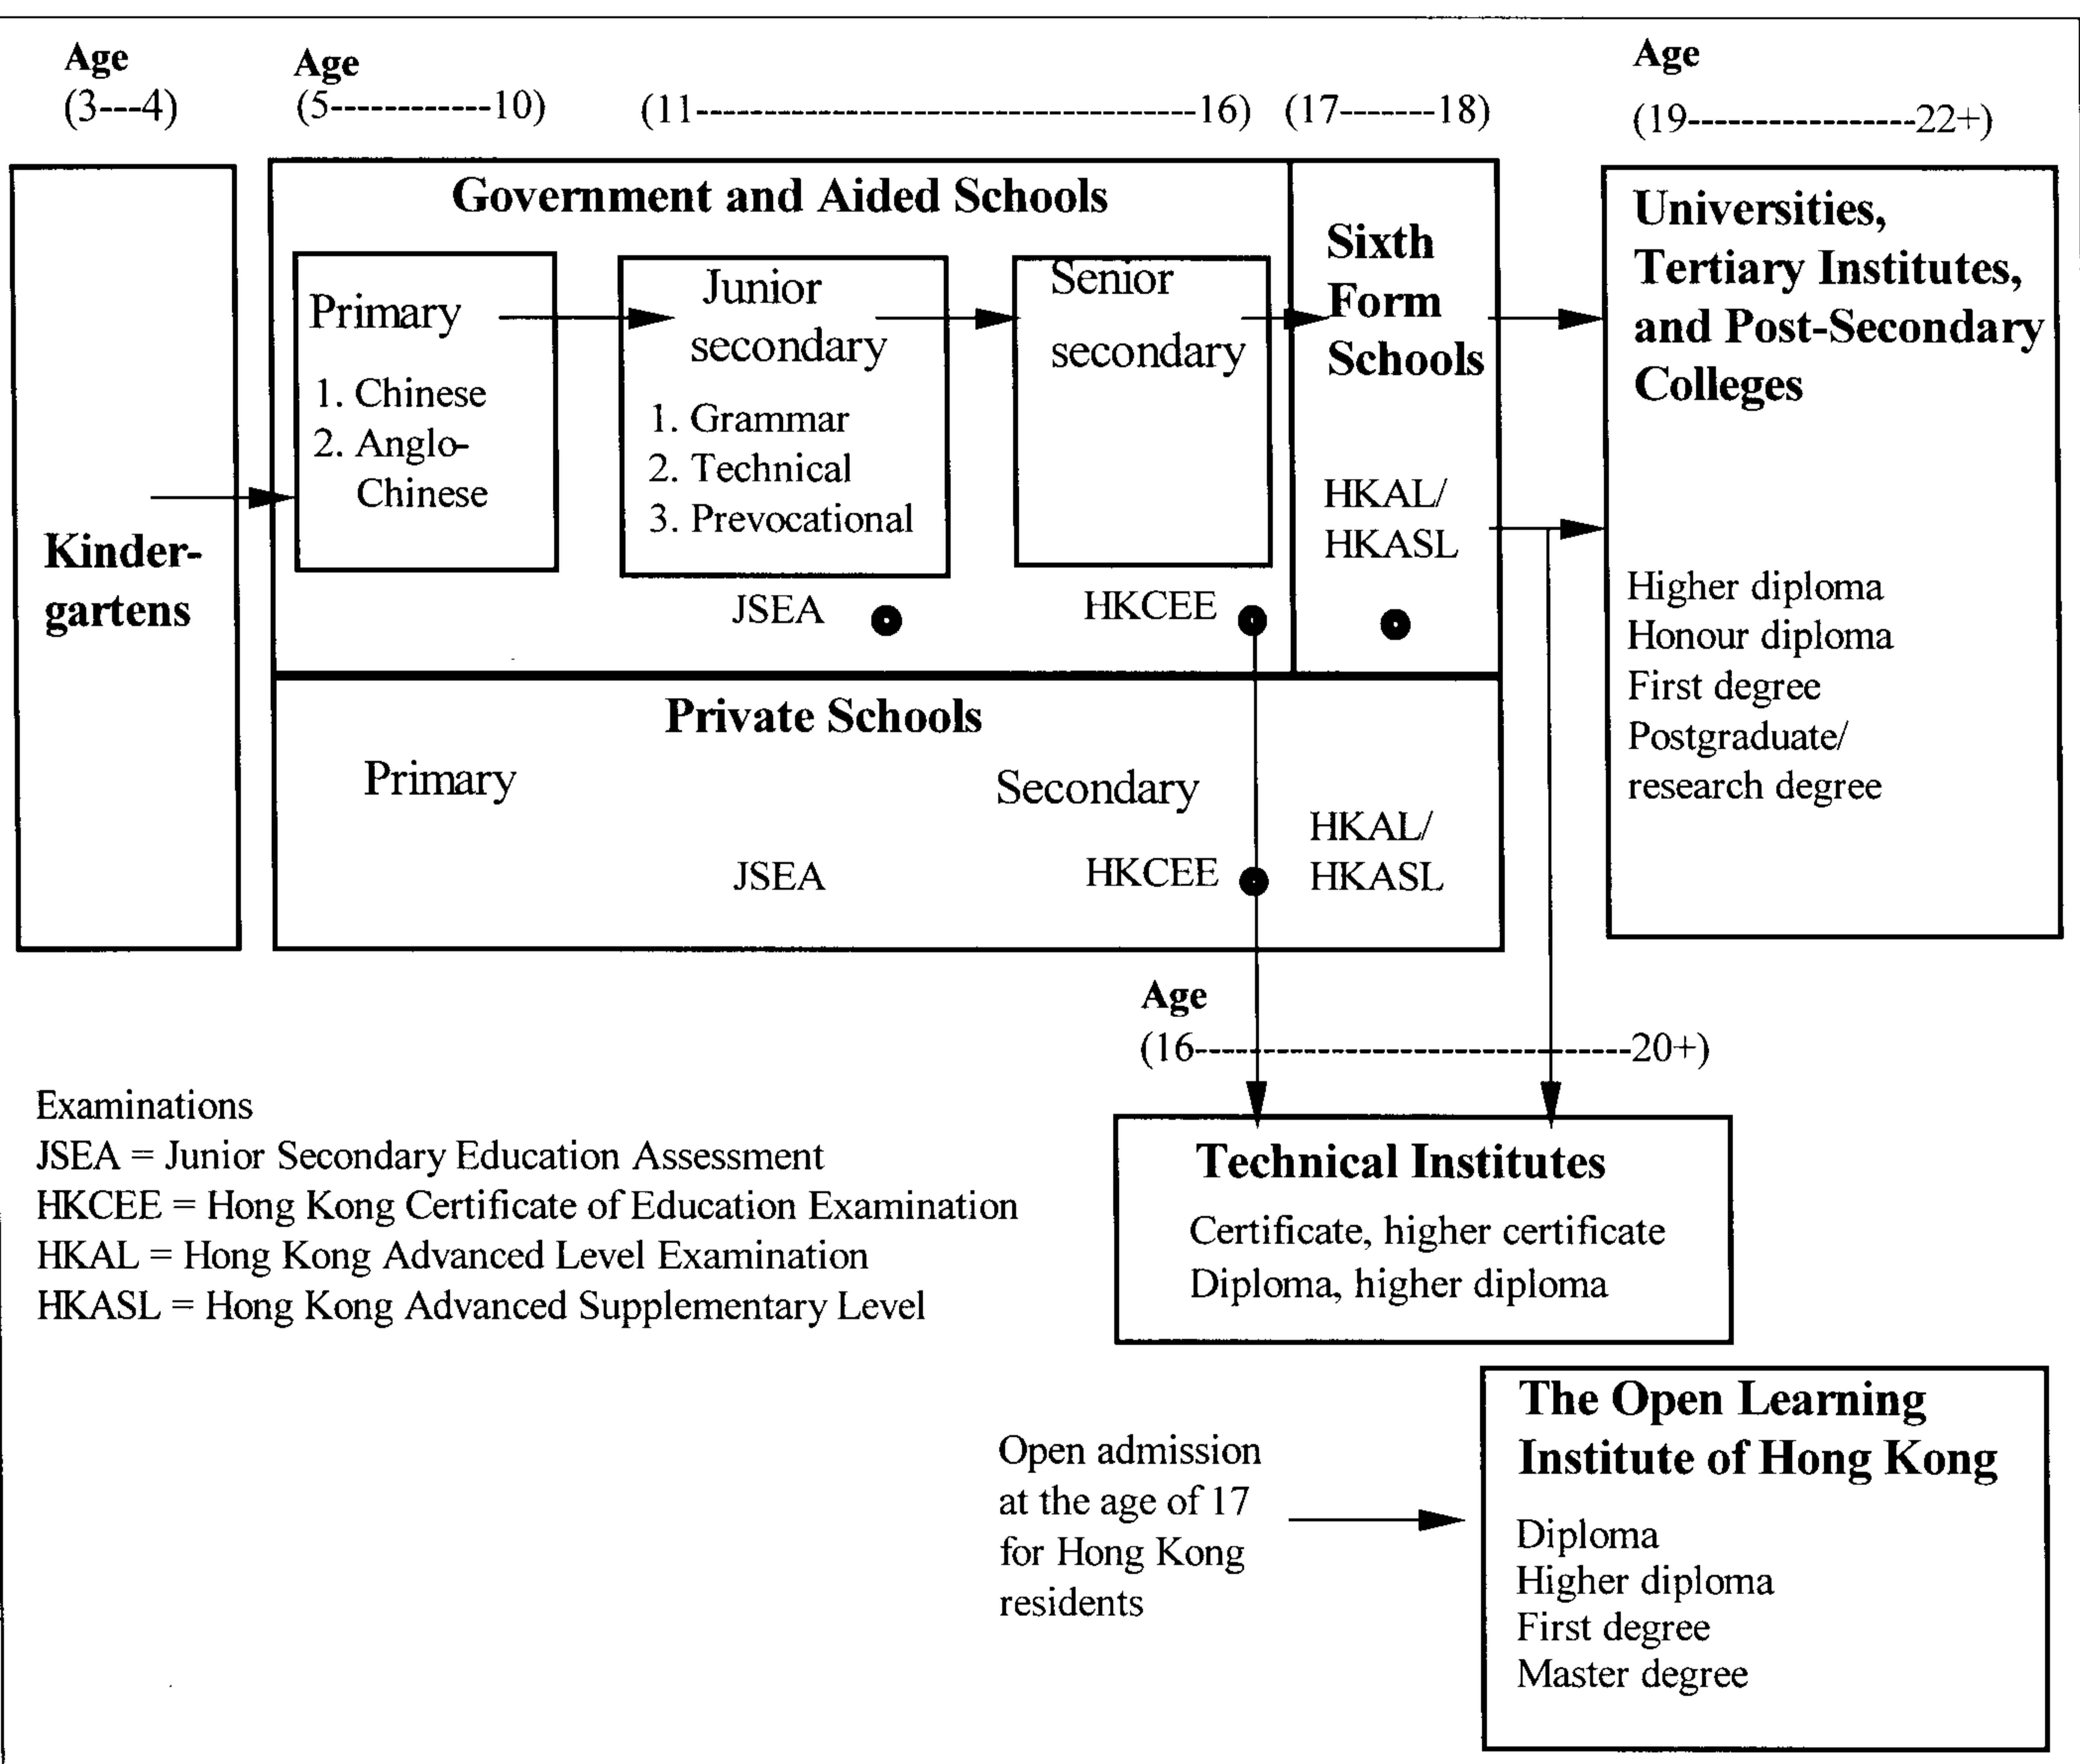 Age
(3---4)
Age
(5------------10)
(11-------------------------------------16)
(17-------18)
Age
(19-----------------22+)
Kinder-
gartens
Government and Aided Schools
Primary
1. Chinese
2. Anglo-
Chinese
Junior
secondary
1. Grammar
2. Technical
3. Prevocational
JSEA
Senior
secondary
HKCEE
Sixth
Form
Schools
HKAL/
HKASL
Private Schools
Primary
JSEA
Secondary
HKCEE
HKAL/
HKASL
Universities,
Tertiary Institutes,
and Post-Secondary
Colleges
Higher diploma
Honour diploma
First degree
Postgraduate/
research degree
Age
(16--------------------------------20+)
Technical Institutes
Certificate, higher certificate
Diploma, higher diploma
Examinations
JSEA = Junior Secondary Education Assessment
HKCEE = Hong Kong Certificate of Education Examination
HKAL = Hong Kong Advanced Level Examination
HKASL = Hong Kong Advanced Supplementary Level
Open admission
at the age of 17
for Hong Kong
residents
The Open Learning
Institute of Hong Kong
Diploma
Higher diploma
First degree
Master degree